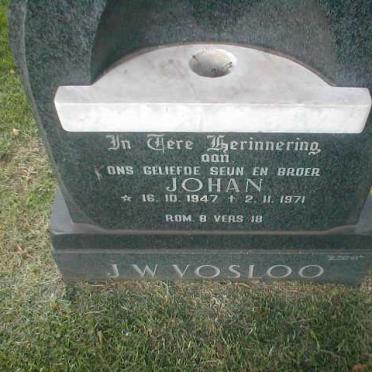 In Tere Herinnering
aan
ONS GELIEFDE SEUN EN BROER
JOHAN
* 16. 10. 1947 † 2. 11. 1971
ROM. 8 VERS 18
J W VOSLOO